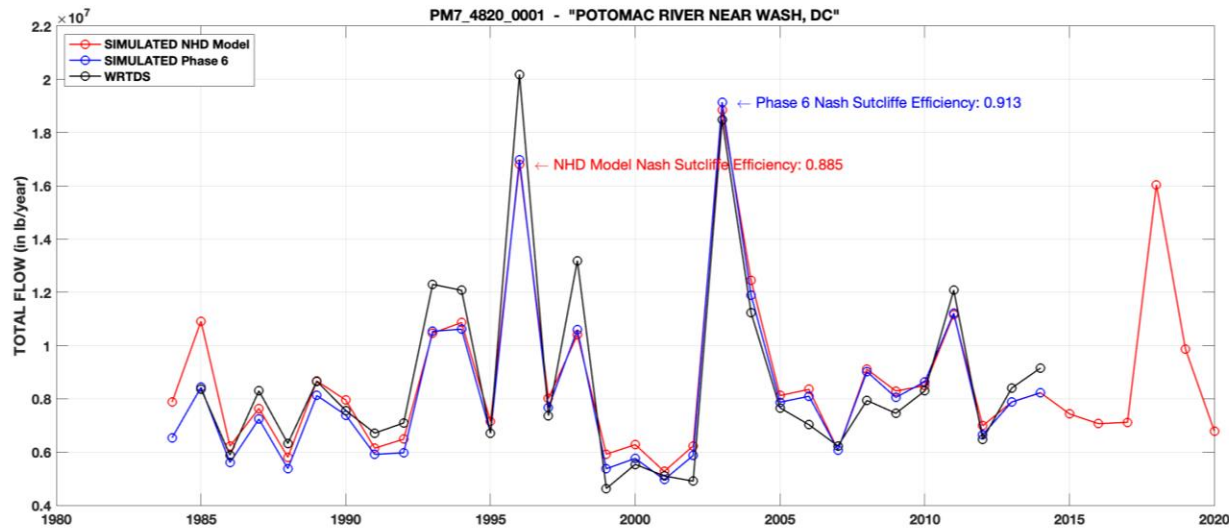 PM7_4820_0001 - "POTOMAC RIVER NEAR WASH, DC"
×10⁷
SIMULATED NHD Model
SIMULATED Phase 6
WRTDS
← Phase 6 Nash Sutcliffe Efficiency: 0.913
← NHD Model Nash Sutcliffe Efficiency: 0.885
TOTAL FLOW (in lb/year)
2.2
2
1.8
1.6
1.4
1.2
1
0.8
0.6
0.4
1980 1985 1990 1995 2000 2005 2010 2015 2020